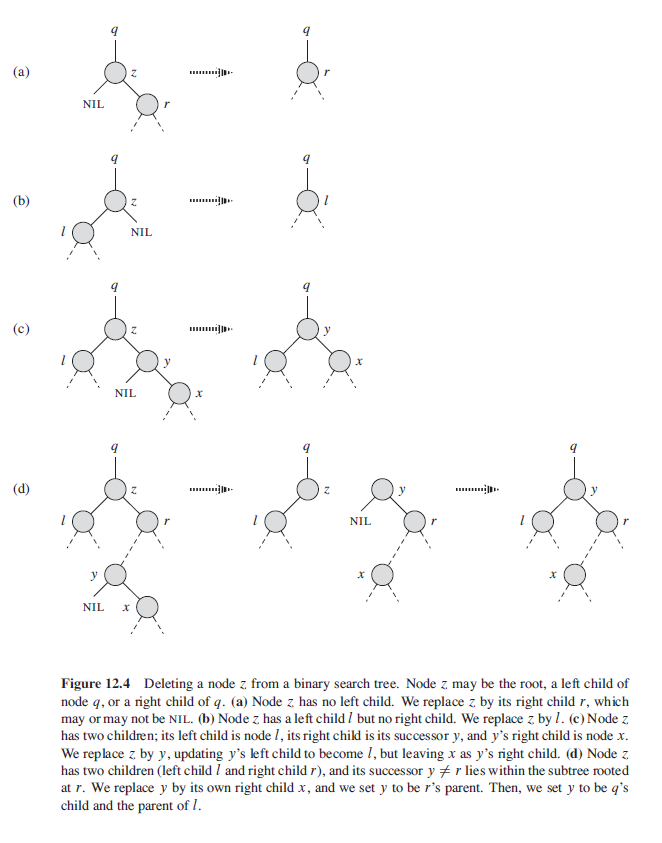 q
q
(a)
z
r
NIL
r
q
q
(b)
z
l
l
NIL
q
q
(c)
z
y
l
y
l
x
NIL
x
q
q
q
(d)
z
z
y
y
l
r
l
NIL
r
l
r
y
x
x
NIL
x
Figure 12.4 Deleting a node z from a binary search tree. Node z may be the root, a left child of
node q, or a right child of q. (a) Node z has no left child. We replace z by its right child r, which
may or may not be NIL. (b) Node z has a left child l but no right child. We replace z by l. (c) Node z
has two children; its left child is node l, its right child is its successor y, and y’s right child is node x.
We replace z by y, updating y’s left child to become l, but leaving x as y’s right child. (d) Node z
has two children (left child l and right child r), and its successor y ≠ r lies within the subtree rooted
at r. We replace y by its own right child x, and we set y to be r’s parent. Then, we set y to be q’s
child and the parent of l.